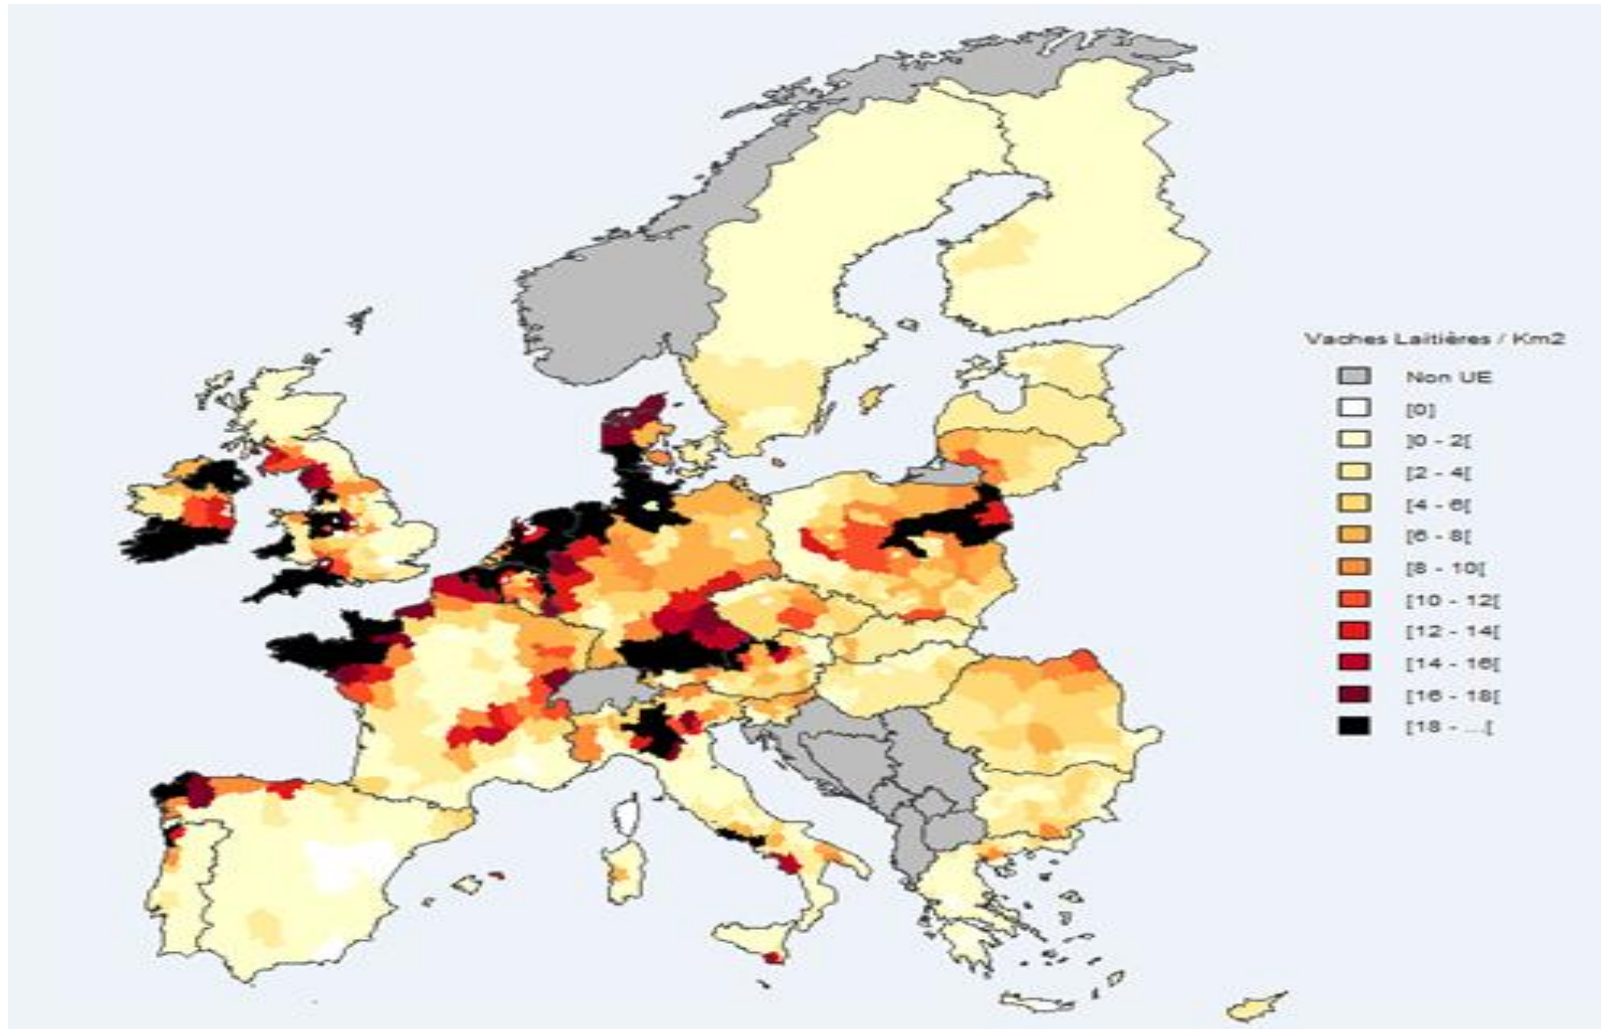 Vaches Laitières / Km2
Non UE
[0]
]0 - 2[
[2 - 4[
[4 - 6[
[6 - 8[
[8 - 10[
[10 - 12[
[12 - 14[
[14 - 16[
[16 - 18[
[18 - ...[